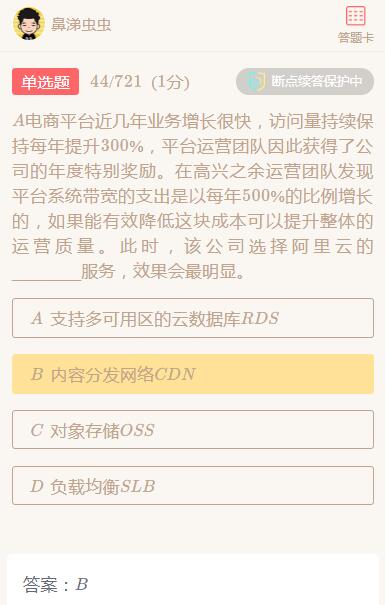 鼻涕虫虫
答题卡
单选题 44/721 (1分) 断点续答保护中
A电商平台近几年业务增长很快，访问量持续保
持每年提升300%，平台运营团队因此获得了公
司的年度特别奖励。在高兴之余运营团队发现
平台系统带宽的支出是以每年500%的比例增长
的，如果能有效降低这块成本可以提升整体的
运营质量。此时，该公司选择阿里云的
________服务，效果会最明显。
A 支持多可用区的云数据库RDS
B 内容分发网络CDN
C 对象存储OSS
D 负载均衡SLB
答案：B